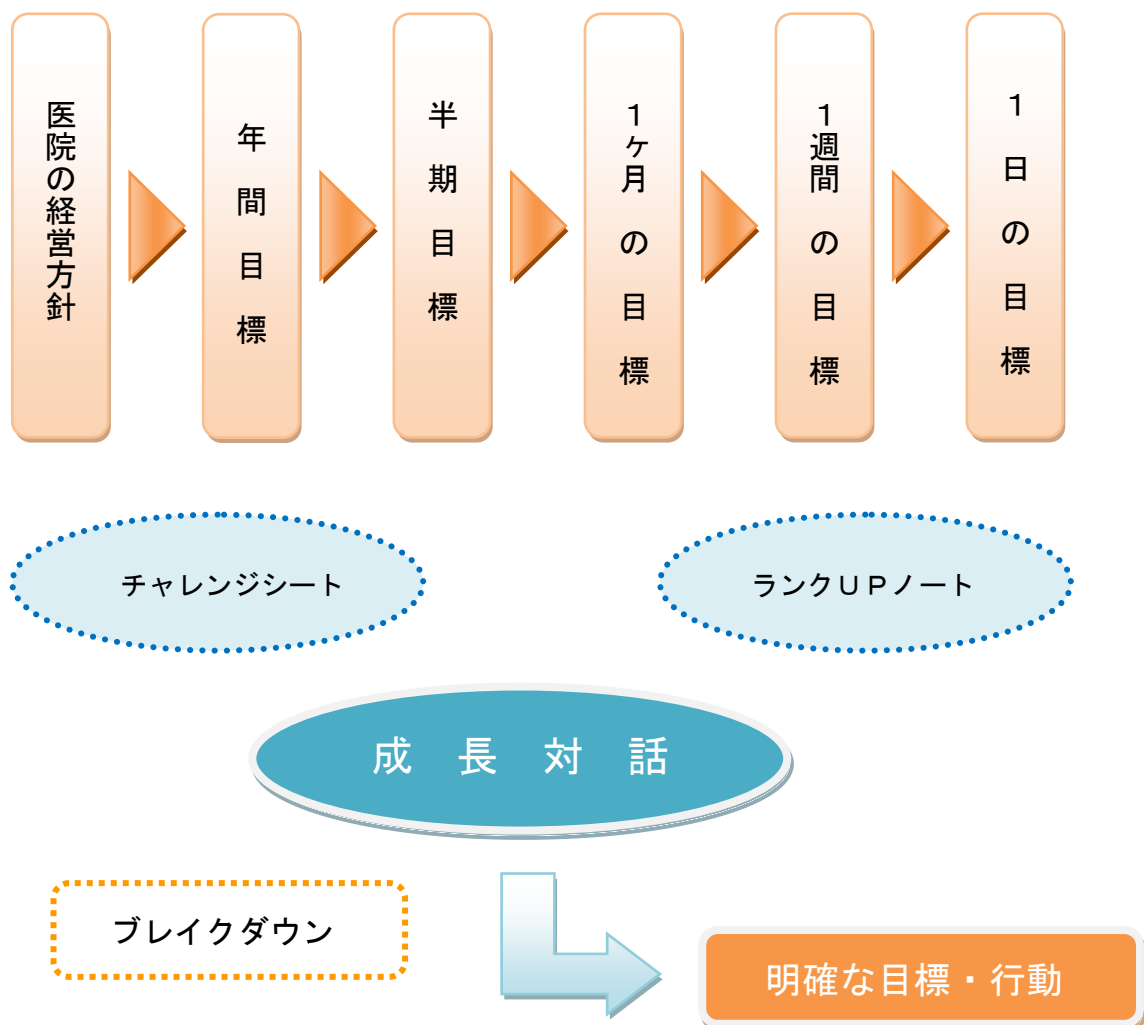 医院の経営方針
年間目標
半期目標
１ヶ月の目標
１週間の目標
１日の目標
チャレンジシート
ランクＵＰノート
成長対話
ブレイクダウン
明確な目標・行動